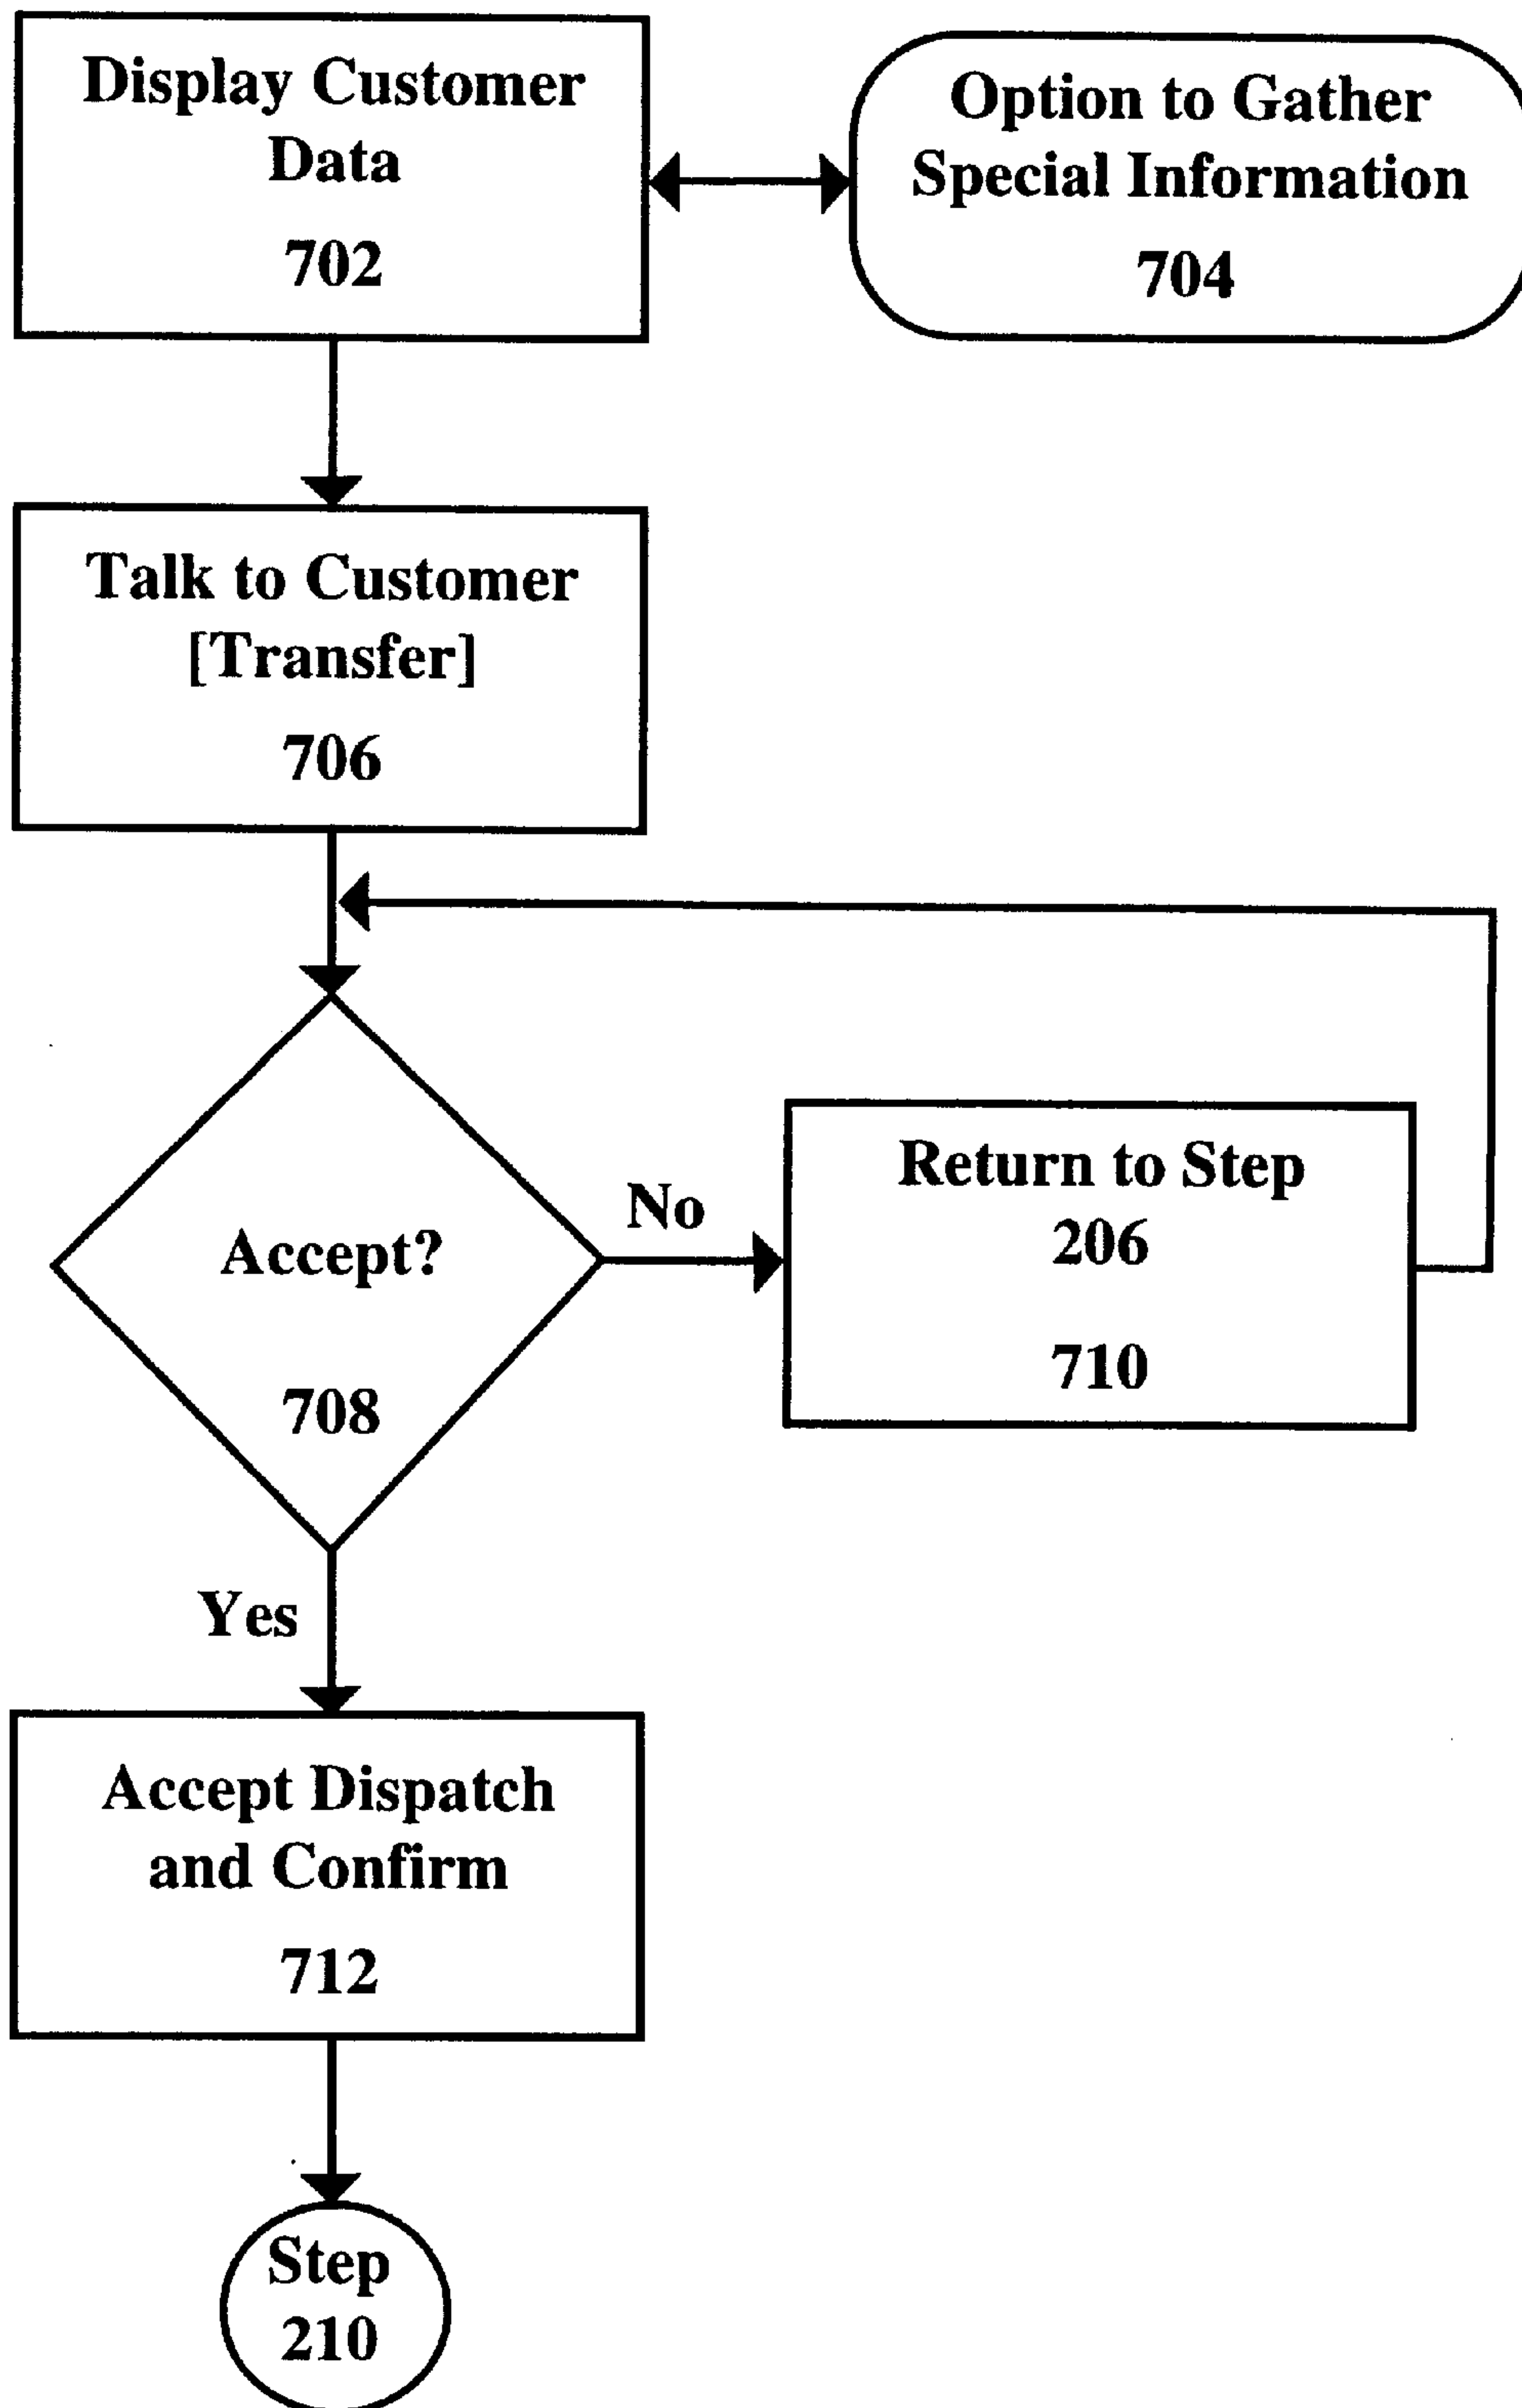 Display Customer
Data
702
Option to Gather
Special Information
704
Talk to Customer
[Transfer]
706
Accept?
708
No
Return to Step
206
710
Yes
Accept Dispatch
and Confirm
712
Step
210